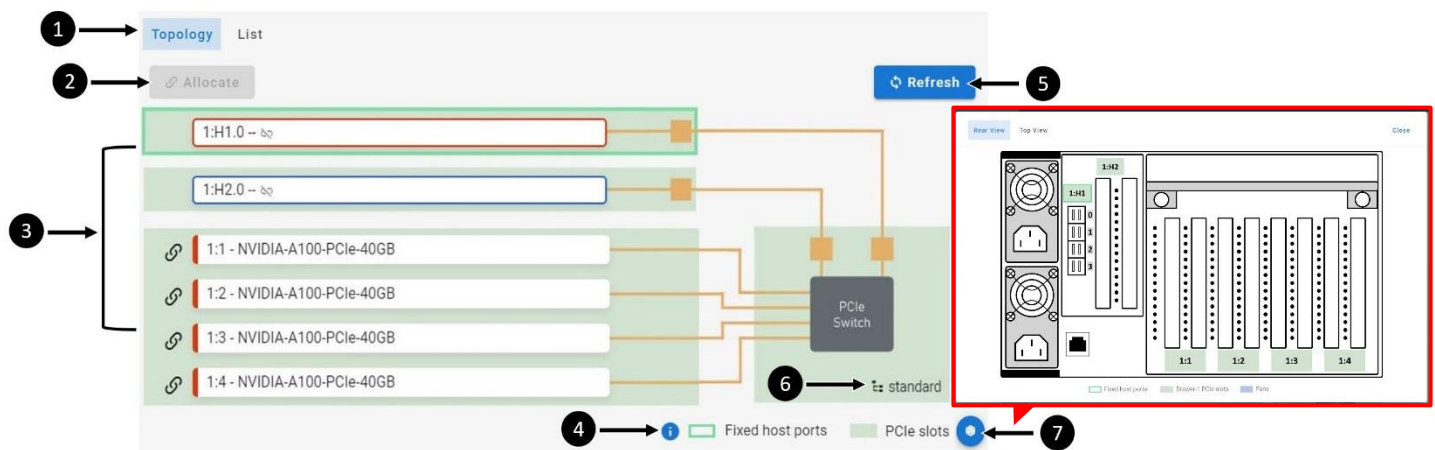 1
Topology List
2
Allocate
Refresh
5
1:H1.0 --
1:H2.0 --
3
1:1 - NVIDIA-A100-PCIe-40GB
1:2 - NVIDIA-A100-PCIe-40GB
1:3 - NVIDIA-A100-PCIe-40GB
1:4 - NVIDIA-A100-PCIe-40GB
PCIe
Switch
6
standard
4
i Fixed host ports PCIe slots
7
Rear View Top View Close
1:H2
1:H1
0
1
2
3
1:1 1:2 1:3 1:4
Fixed host ports Drawer-1 PCIe slots Fans